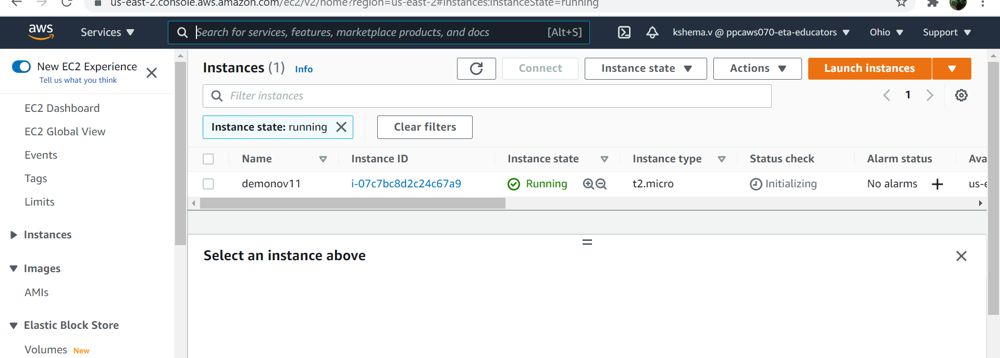 us-east-2.console.aws.amazon.com/ec2/v2/home?region=us-east-2#Instances:instanceState=running
aws Services Search for services, features, marketplace products, and docs [Alt+S] kshema.v @ ppcaws070-eta-educators Ohio Support
New EC2 Experience
Tell us what you think
EC2 Dashboard
EC2 Global View
Events
Tags
Limits
Instances
Images
AMIs
Elastic Block Store
Volumes New
Instances (1) Info Connect Instance state Actions Launch instances
Filter instances 1
Instance state: running Clear filters
Name Instance ID Instance state Instance type Status check Alarm status Ava
demonov11 i-07c7bc8d2c24c67a9 Running t2.micro Initializing No alarms + us-e
Select an instance above